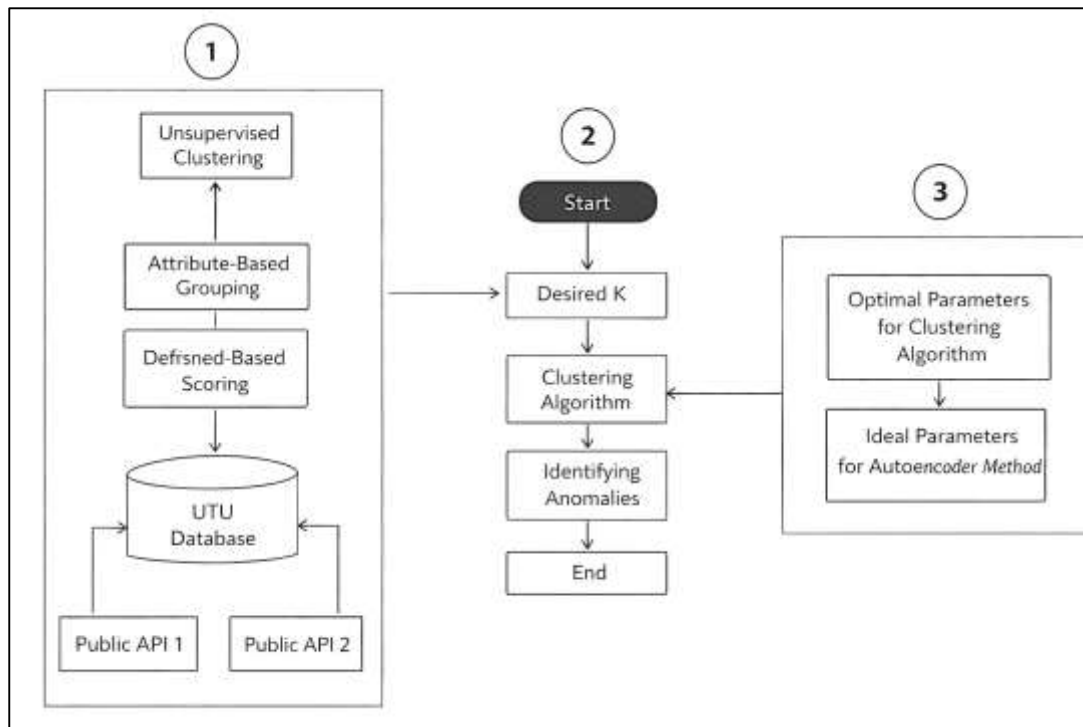 1
Unsupervised
Clustering
Attribute-Based
Grouping
Defrsned-Based
Scoring
UTU
Database
Public API 1
Public API 2
2
Start
Desired K
Clustering
Algorithm
Identifying
Anomalies
End
3
Optimal Parameters
for Clustering
Algorithm
Ideal Parameters
for Autoencoder Method